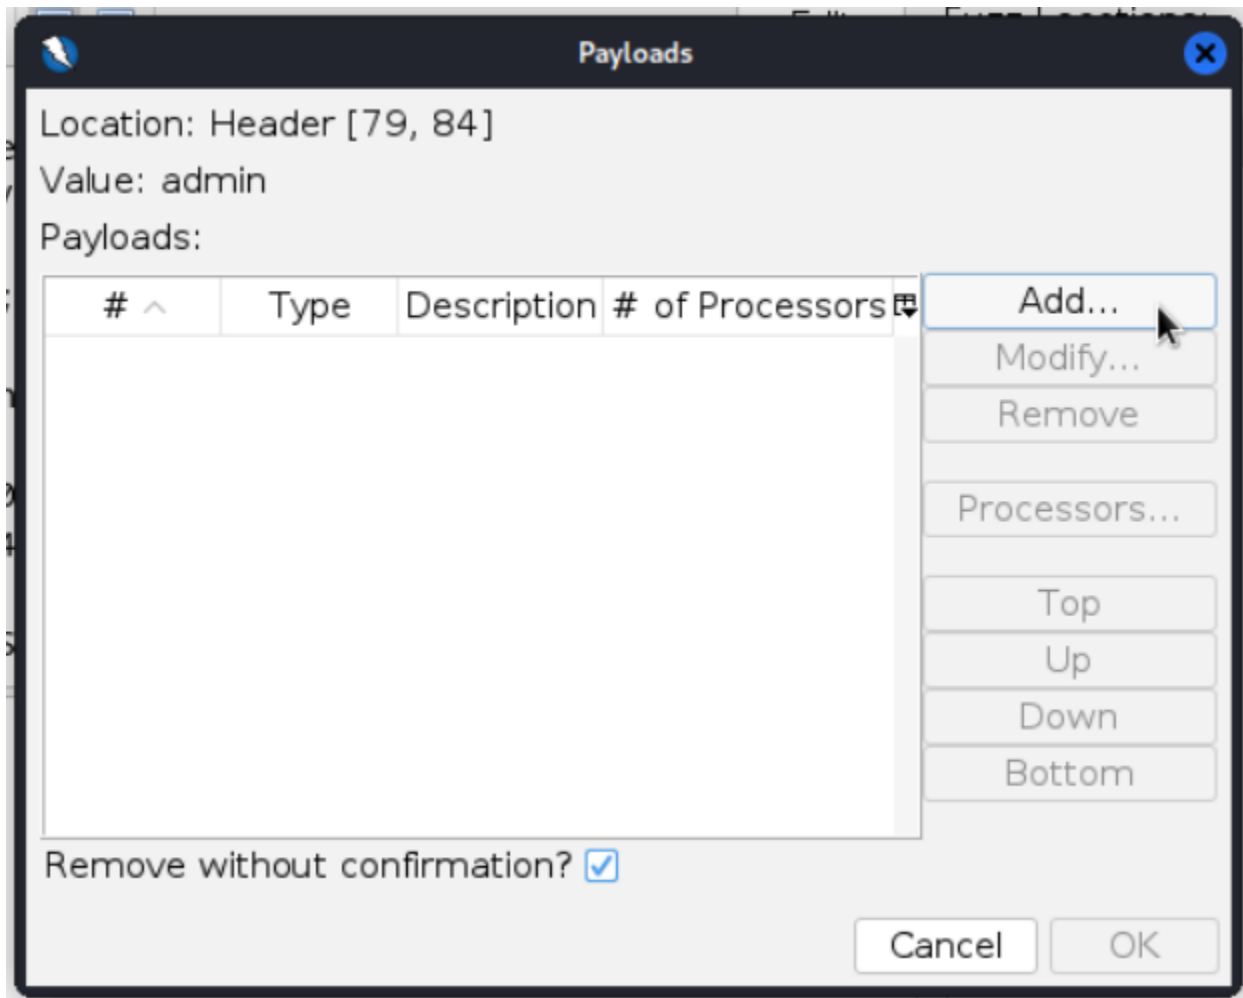 Payloads
Location: Header [79, 84]
Value: admin
Payloads:
# Type Description # of Processors
Add...
Modify...
Remove
Processors...
Top
Up
Down
Bottom
Remove without confirmation?
Cancel OK